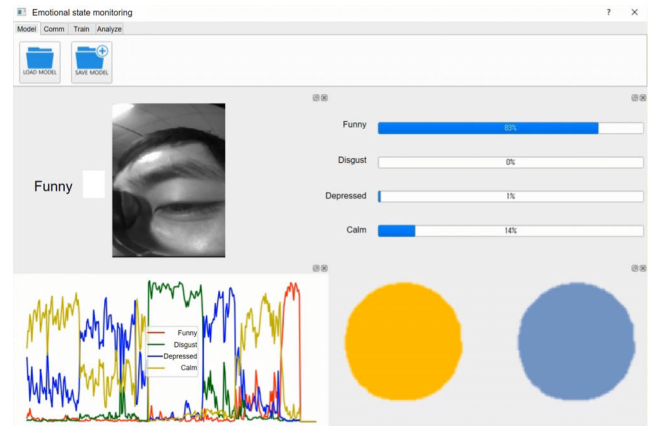 Emotional state monitoring
Model Comm Train Analyze
LOAD MODEL SAVE MODEL
Funny
Funny 83%
Disgust 0%
Depressed 1%
Calm 14%
Funny
Disgust
Depressed
Calm